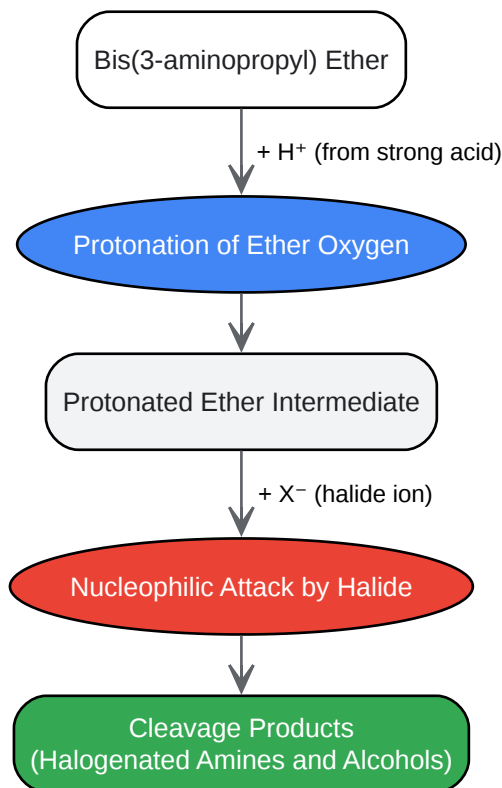 Bis(3-aminopropyl) Ether
+ H⁺ (from strong acid)
Protonation of Ether Oxygen
Protonated Ether Intermediate
+ X⁻ (halide ion)
Nucleophilic Attack by Halide
Cleavage Products
(Halogenated Amines and Alcohols)